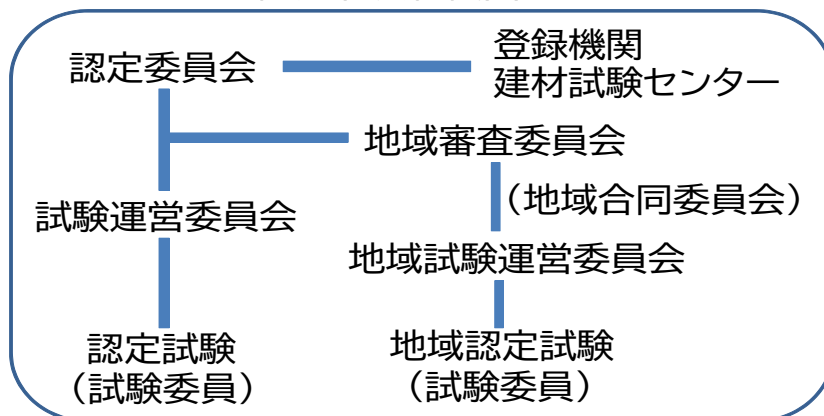 認定委員会
登録機関
建材試験センター
地域審査委員会
試験運営委員会
（地域合同委員会）
地域試験運営委員会
認定試験
（試験委員）
地域認定試験
（試験委員）